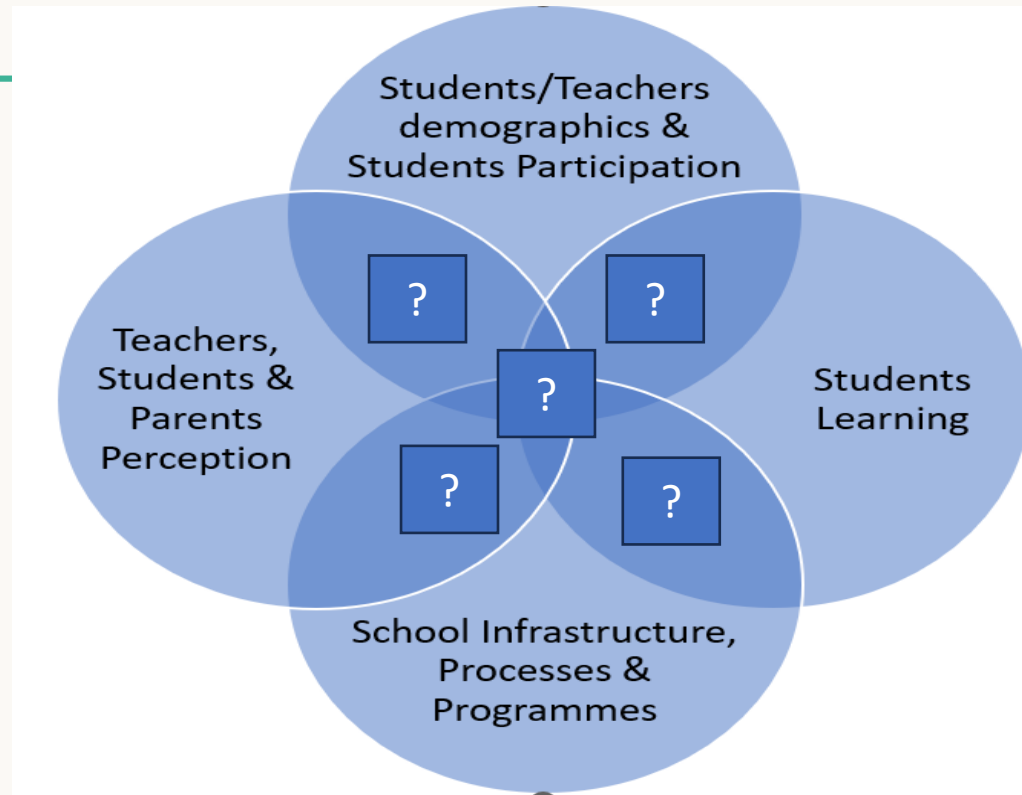 Students/Teachers
demographics &
Students Participation
?
?
Teachers,
Students &
Parents
Perception
?
Students
Learning
?
?
School Infrastructure,
Processes &
Programmes